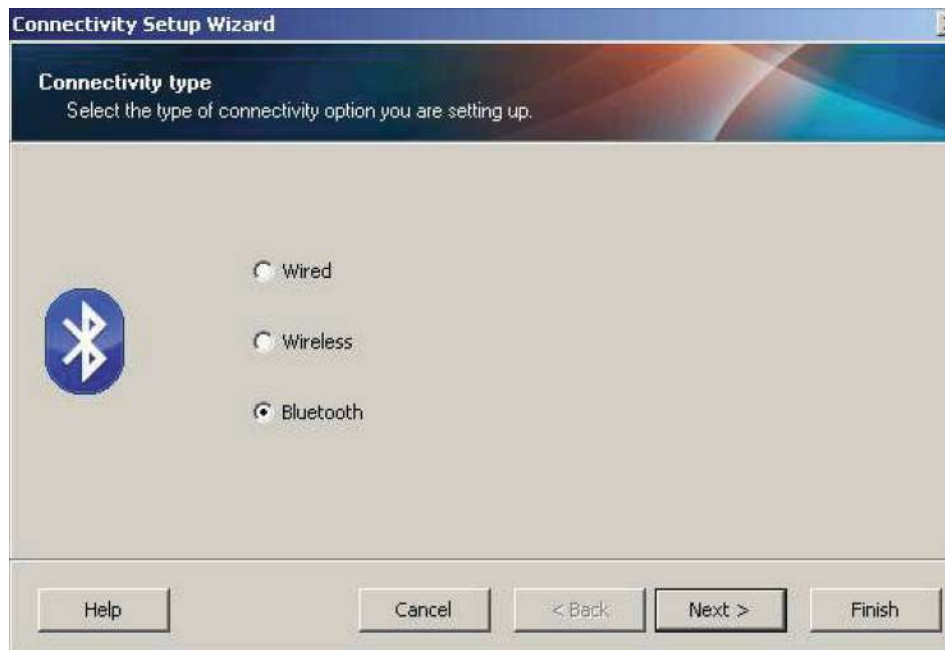 Connectivity Setup Wizard
Connectivity type
Select the type of connectivity option you are setting up.
Wired
Wireless
Bluetooth
Help
Cancel
< Back
Next >
Finish